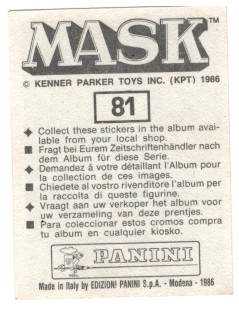 MASK™
© KENNER PARKER TOYS INC. (KPT) 1986
81
◆ Collect these stickers in the album avai-
lable from your local shop.
■ Fragt bei Eurem Zeitschriftenhändler nach
dem Album für diese Serie.
◆ Demandez à votre détaillant l'Album pour
la collection de ces images.
■ Chiedete al vostro rivenditore l'album per
la raccolta di queste figurine.
◆ Vraagt aan uw verkoper het album voor
uw verzameling van deze prentjes.
■ Para coleccionar estos cromos compra
tu album en cualquier kiosko.
PANINI
Made in Italy by EDIZIONI PANINI S.p.A. - Modena - 1986